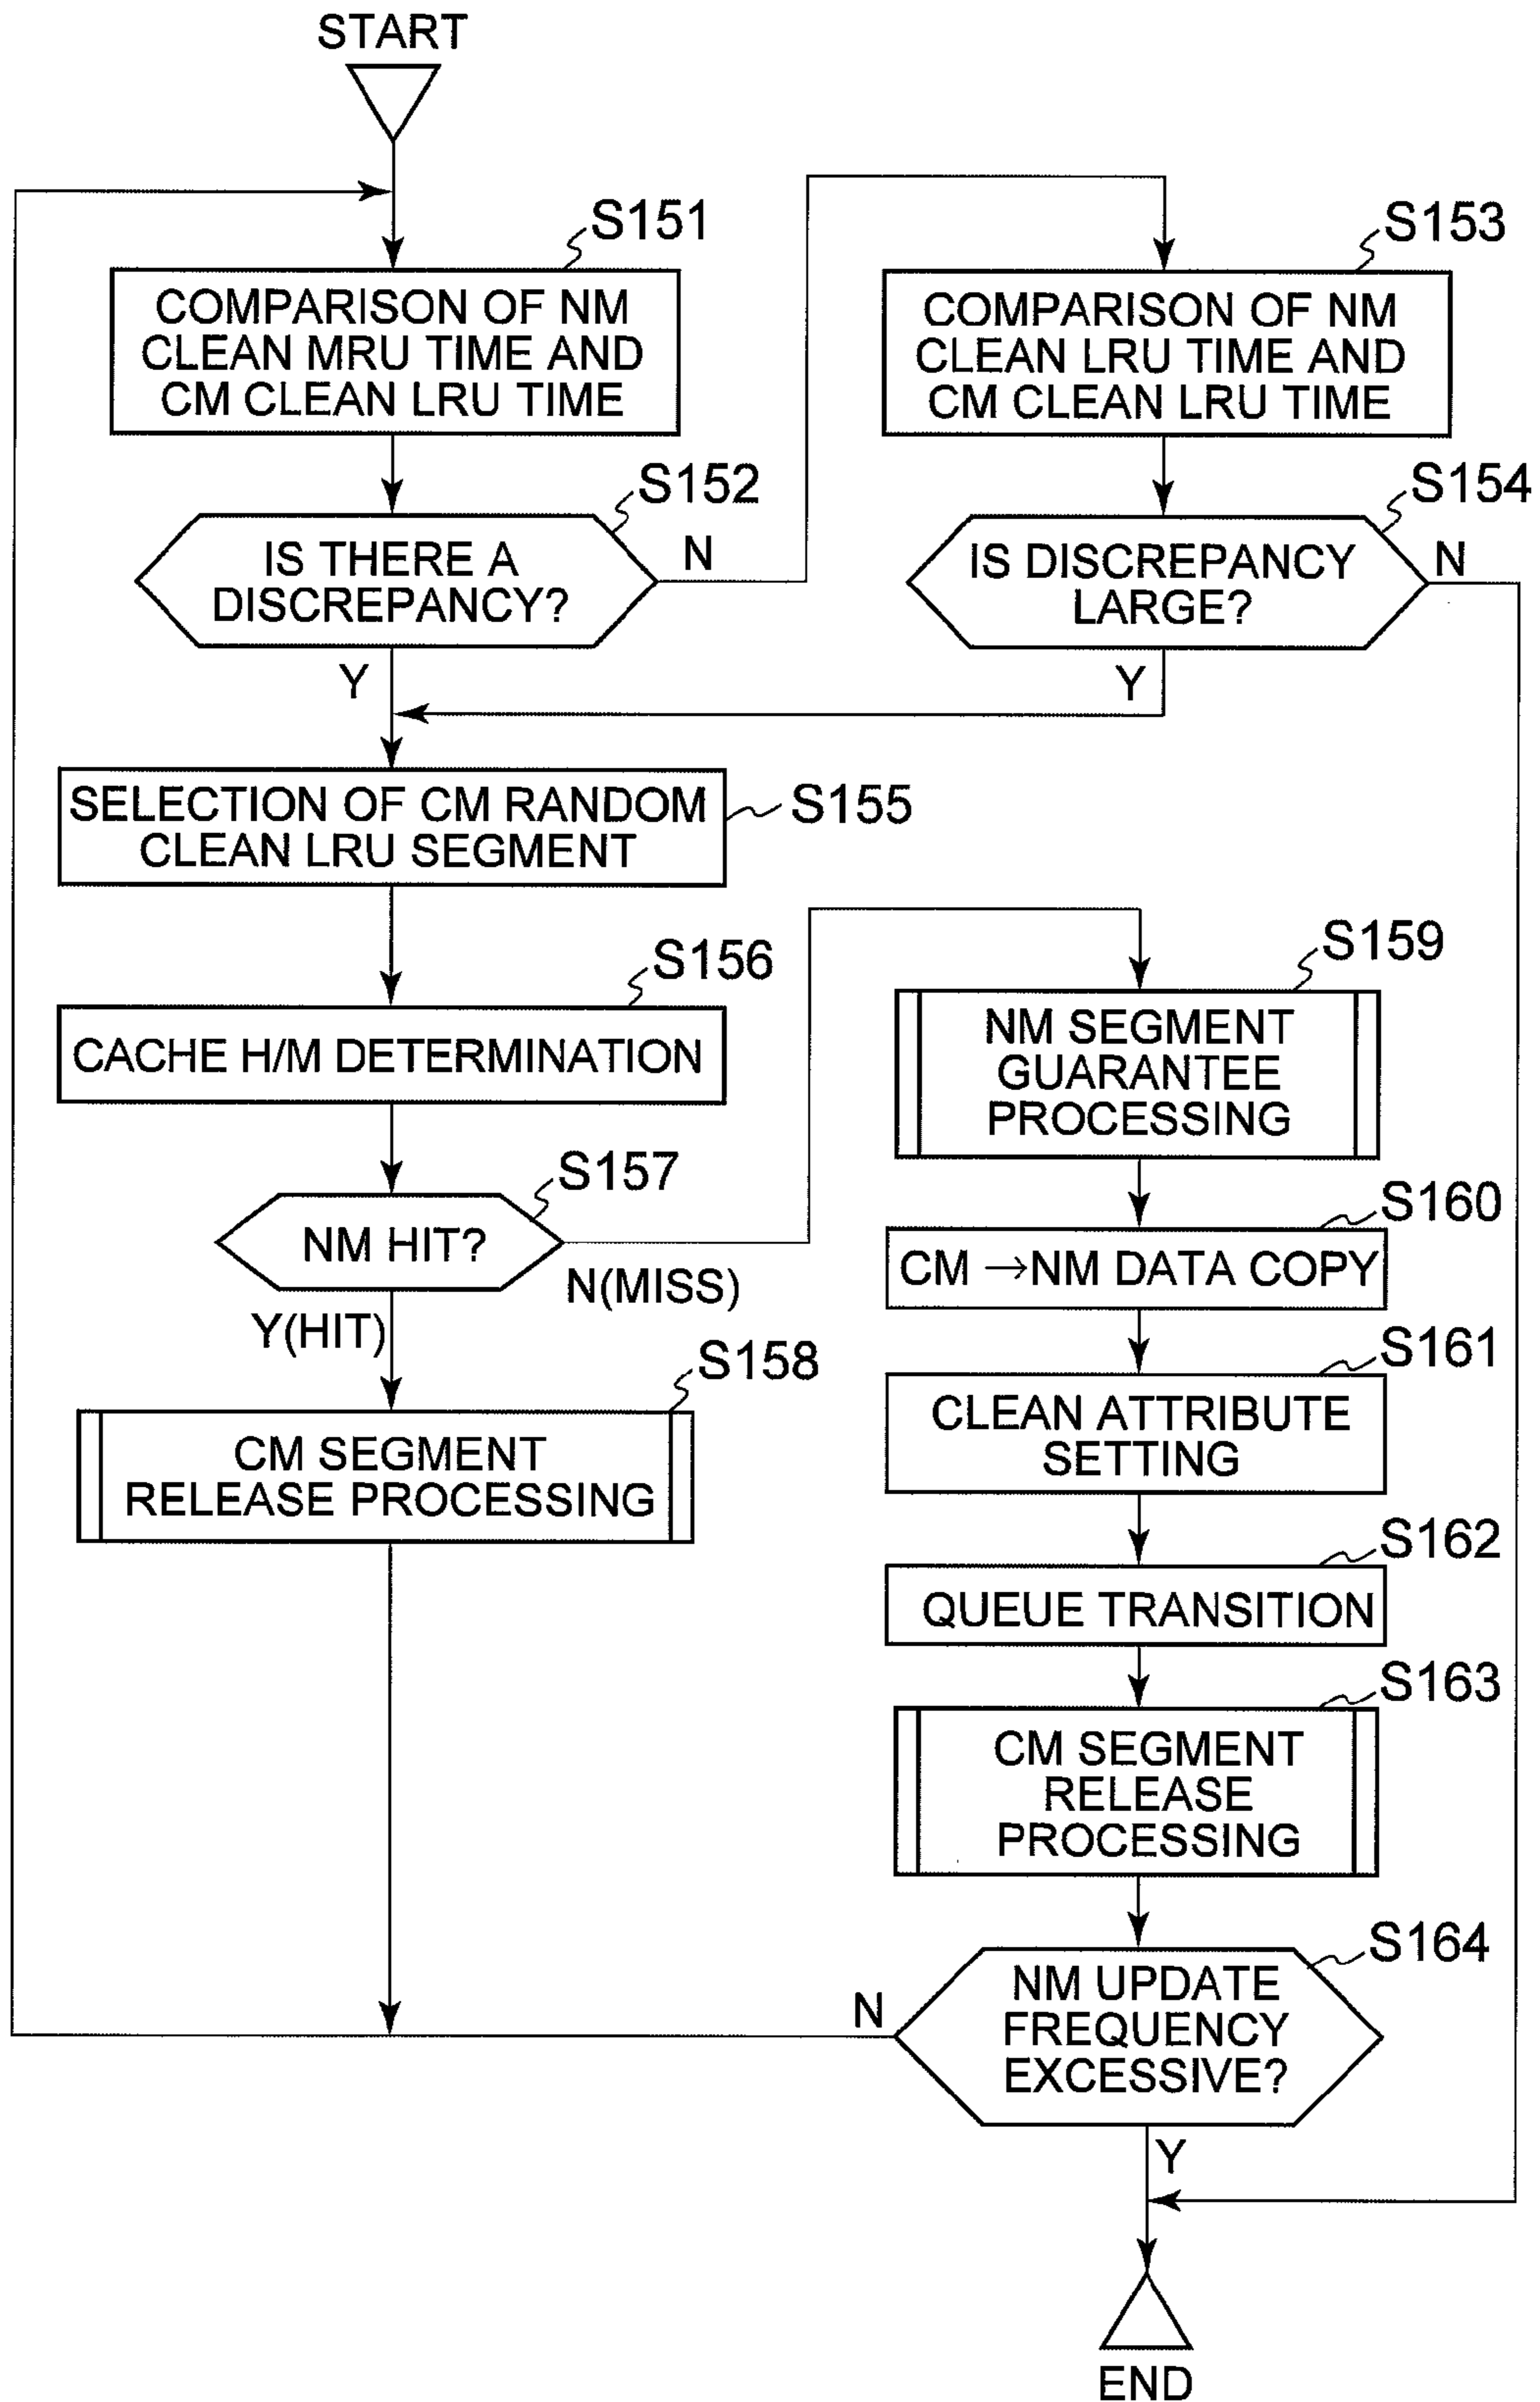 START
S151
COMPARISON OF NM
CLEAN MRU TIME AND
CM CLEAN LRU TIME
S152
IS THERE A
DISCREPANCY?
N
Y
S153
COMPARISON OF NM
CLEAN LRU TIME AND
CM CLEAN LRU TIME
S154
IS DISCREPANCY
LARGE?
N
Y
S155
SELECTION OF CM RANDOM
CLEAN LRU SEGMENT
S156
CACHE H/M DETERMINATION
S157
NM HIT?
N(MISS)
Y(HIT)
S158
CM SEGMENT
RELEASE PROCESSING
S159
NM SEGMENT
GUARANTEE
PROCESSING
S160
CM →NM DATA COPY
S161
CLEAN ATTRIBUTE
SETTING
S162
QUEUE TRANSITION
S163
CM SEGMENT
RELEASE
PROCESSING
S164
NM UPDATE
FREQUENCY
EXCESSIVE?
N
Y
END